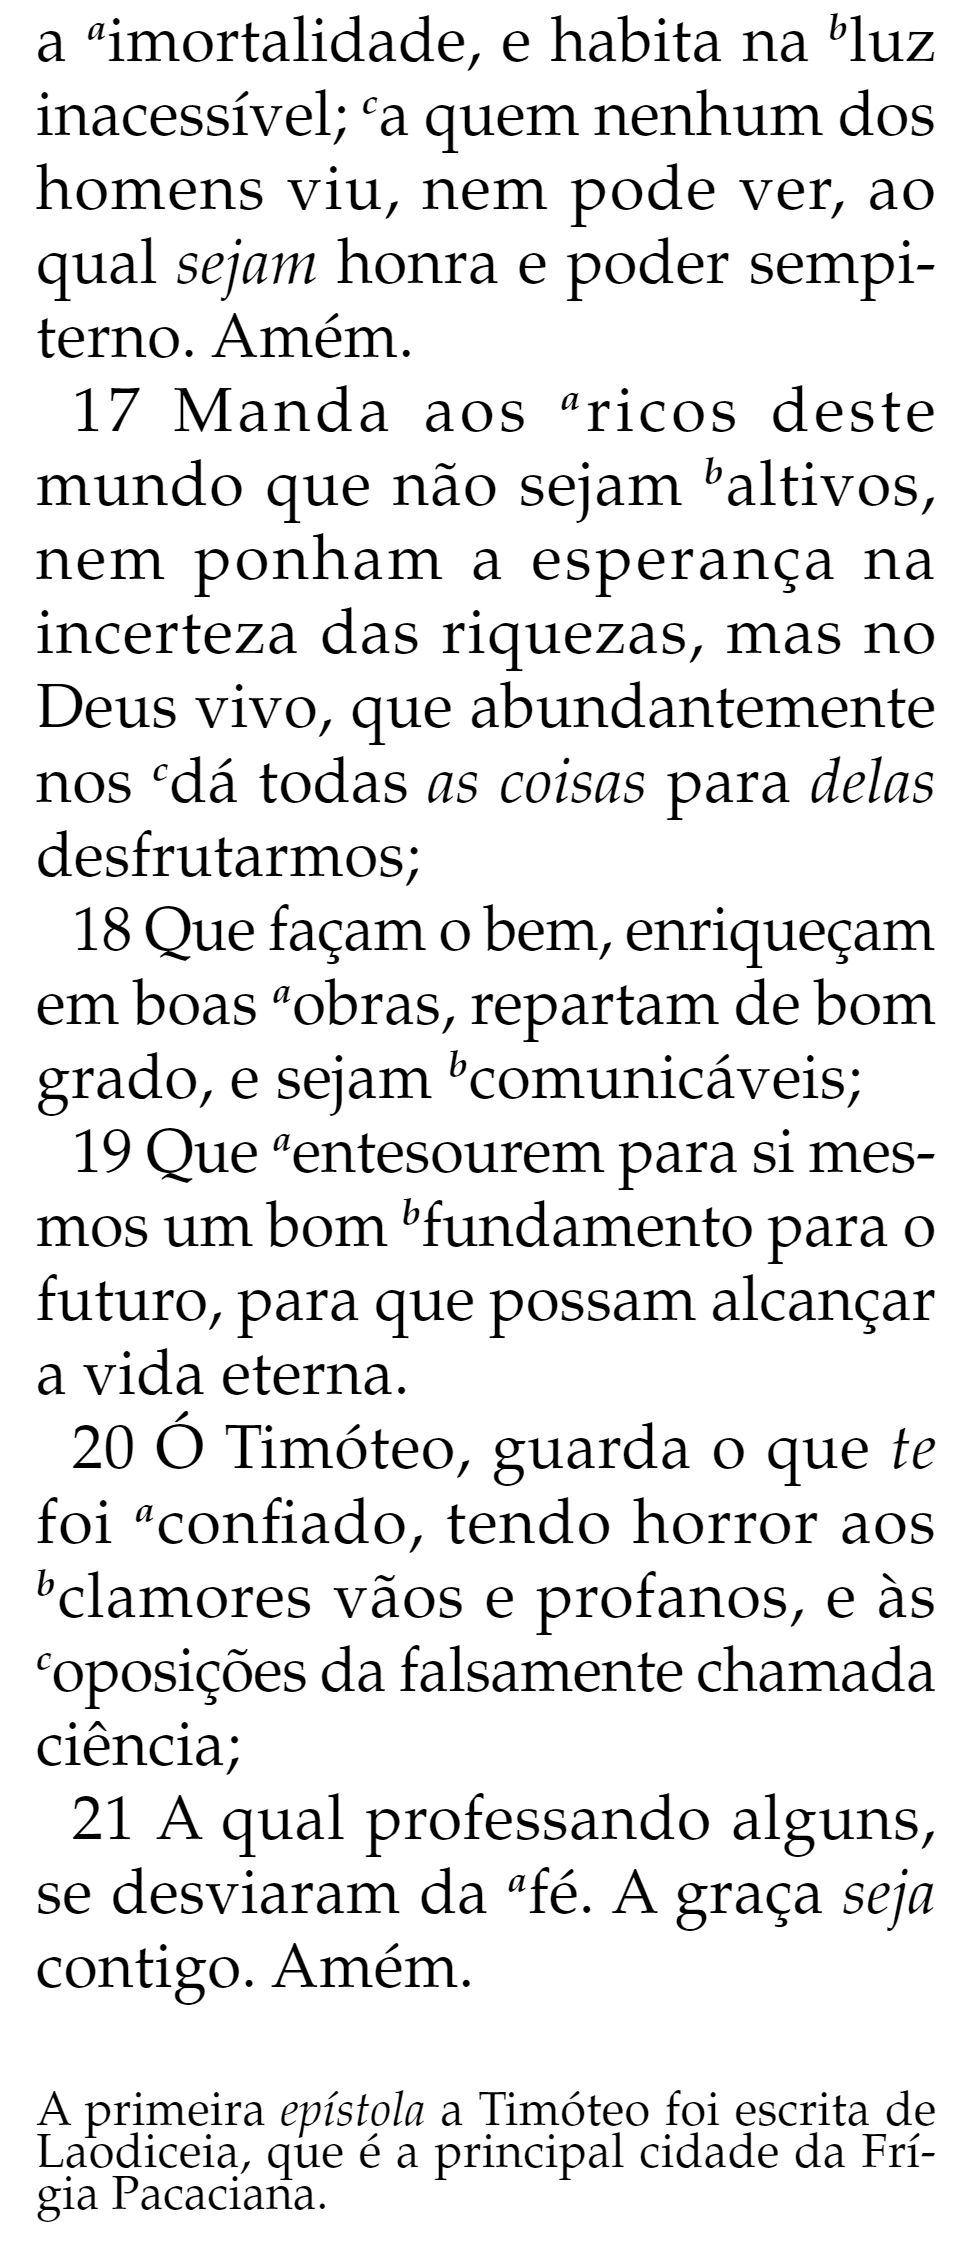 a aimortalidade, e habita na bluz
inacessível; ca quem nenhum dos
homens viu, nem pode ver, ao
qual sejam honra e poder sempi-
terno. Amém.
17 Manda aos aricos deste
mundo que não sejam baltivos,
nem ponham a esperança na
incerteza das riquezas, mas no
Deus vivo, que abundantemente
nos cdá todas as coisas para delas
desfrutarmos;
18 Que façam o bem, enriqueçam
em boas aobras, repartam de bom
grado, e sejam bcomunicáveis;
19 Que aentesourem para si mes-
mos um bom bfundamento para o
futuro, para que possam alcançar
a vida eterna.
20 Ó Timóteo, guarda o que te
foi aconfiado, tendo horror aos
bclamores vãos e profanos, e às
coposições da falsamente chamada
ciência;
21 A qual professando alguns,
se desviaram da afé. A graça seja
contigo. Amém.
A primeira epístola a Timóteo foi escrita de
Laodiceia, que é a principal cidade da Frí-
gia Pacaciana.